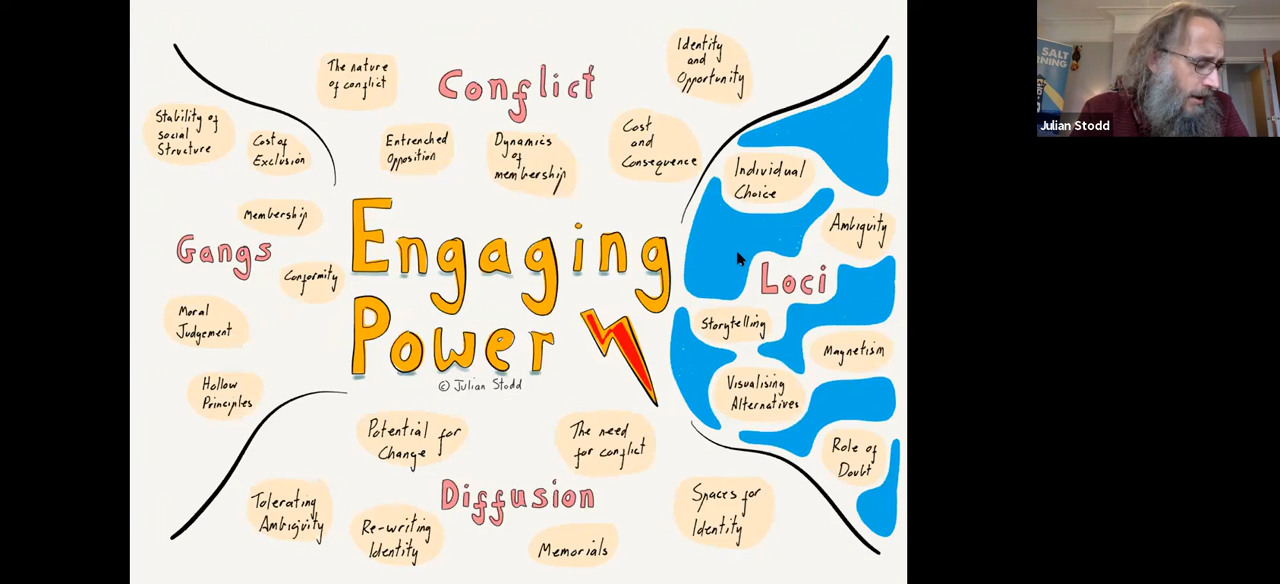 The nature
of conflict
Conflict
Identity
and
Opportunity
Stability of
social
Structure
Cost of
Exclusion
Entrenched
Opposition
Dynamics
of
membership
Cost
and
Consequence
Individual
Choice
Membership
Ambiguity
Gangs
Conformity
Engaging
Power
© Julian Stodd
Loci
Moral
Judgement
Storytelling
Magnetism
Hollow
Principles
Visualising
Alternatives
Potential for
Change
The need
for conflict
Role of
Doubt
Diffusion
Tolerating
Ambiguity
Re-writing
Identity
Memorials
Spaces for
Identity
SALT
RNING
Julian Stodd